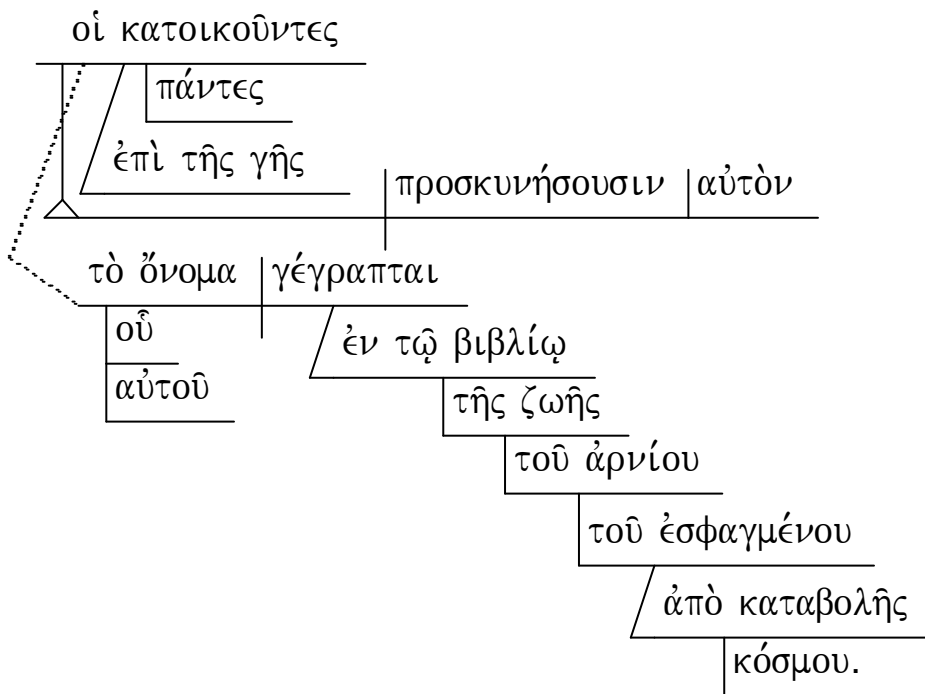 οἱ κατοικοῦντες
πάντες
ἐπὶ τῆς γῆς
προσκυνήσουσιν αὐτὸν
τὸ ὄνομα γέγραπται
οὗ
ἐν τῷ βιβλίῳ
αὐτοῦ
τῆς ζωῆς
τοῦ ἀρνίου
τοῦ ἐσφαγμένου
ἀπὸ καταβολῆς
κόσμου.